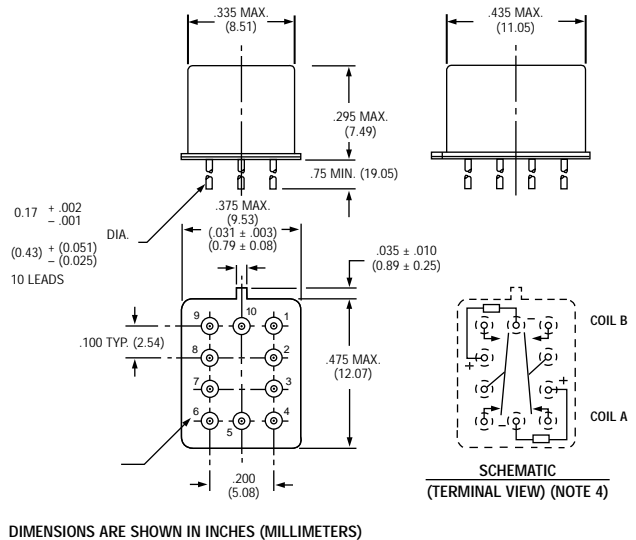 .335 MAX.
(8.51)
.435 MAX.
(11.05)
.295 MAX.
(7.49)
.75 MIN. (19.05)
0.17 + .002
– .001
DIA.
(0.43) + (0.051)
– (0.025)
10 LEADS
.375 MAX.
(9.53)
(.031 ± .003)
(0.79 ± 0.08)
.035 ± .010
(0.89 ± 0.25)
9 10 1
.100 TYP. (2.54)
8 2
7 3
6 5 4
.475 MAX.
(12.07)
.200
(5.08)
–
COIL B
+ +
–
COIL A
SCHEMATIC
(TERMINAL VIEW) (NOTE 4)
DIMENSIONS ARE SHOWN IN INCHES (MILLIMETERS)